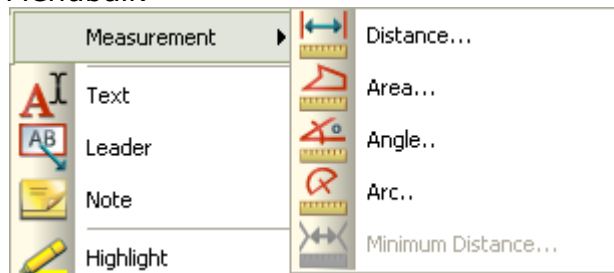 Measurement
Text
Leader
Note
Highlight
Distance...
Area...
Angle..
Arc..
Minimum Distance...